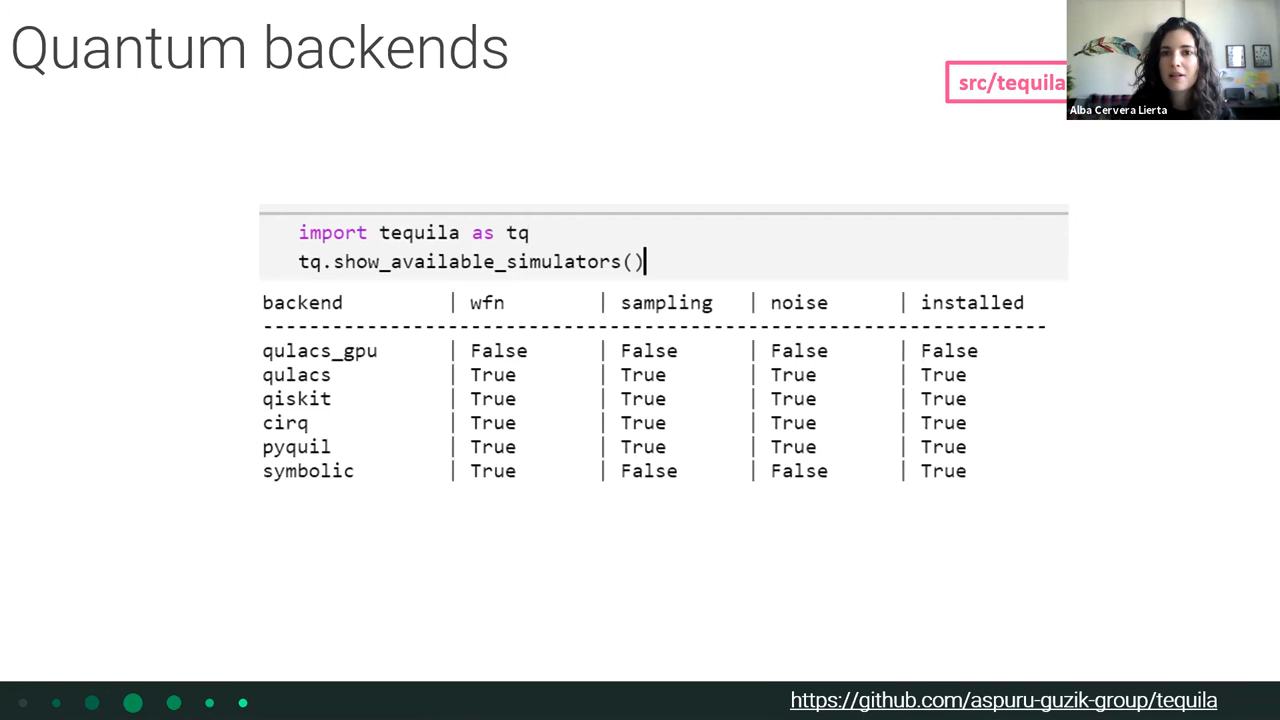 Quantum backends
src/tequila
Alba Cervera Lierta
import tequila as tq
tq.show_available_simulators()
backend | wfn | sampling | noise | installed
--------------------------------------------------------------------
qulacs_gpu | False | False | False | False
qulacs | True | True | True | True
qiskit | True | True | True | True
cirq | True | True | True | True
pyquil | True | True | True | True
symbolic | True | False | False | True
https://github.com/aspuru-guzik-group/tequila